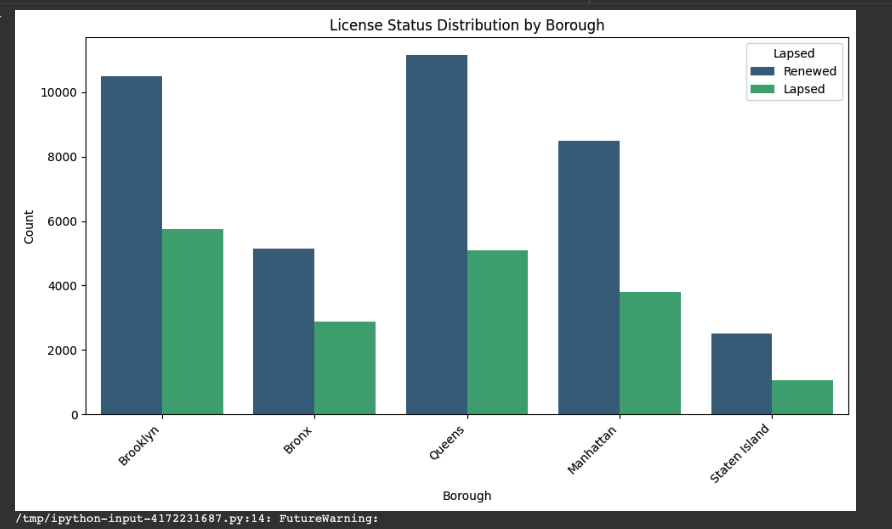 License Status Distribution by Borough
Lapsed
Renewed
Lapsed
10000
8000
6000
4000
2000
0
Count
Brooklyn
Bronx
Queens
Manhattan
Staten Island
Borough
/tmp/ipython-input-4172231687.py:14: FutureWarning: